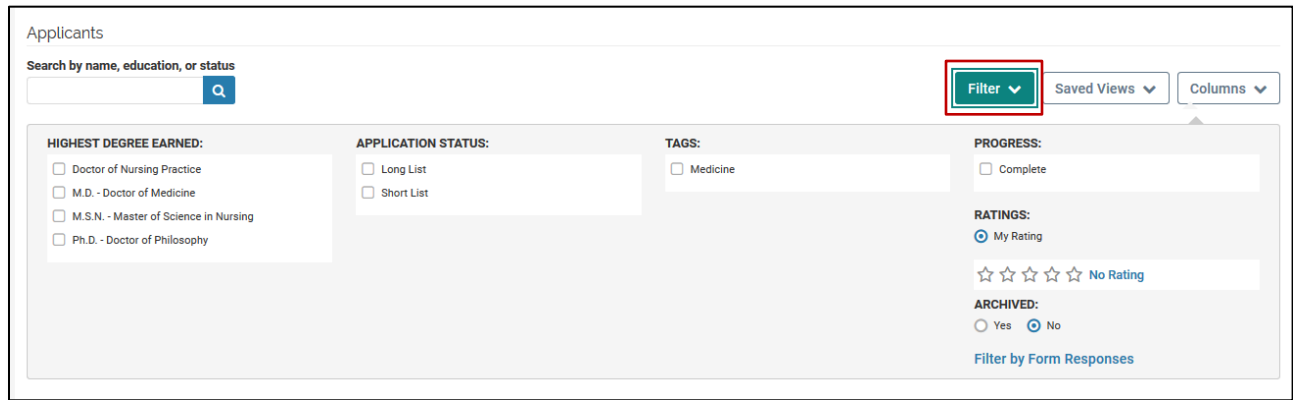 Applicants
Search by name, education, or status
Filter
Saved Views
Columns
HIGHEST DEGREE EARNED:
Doctor of Nursing Practice
M.D. - Doctor of Medicine
M.S.N. - Master of Science in Nursing
Ph.D. - Doctor of Philosophy
APPLICATION STATUS:
Long List
Short List
TAGS:
Medicine
PROGRESS:
Complete
RATINGS:
My Rating
No Rating
ARCHIVED:
Yes No
Filter by Form Responses